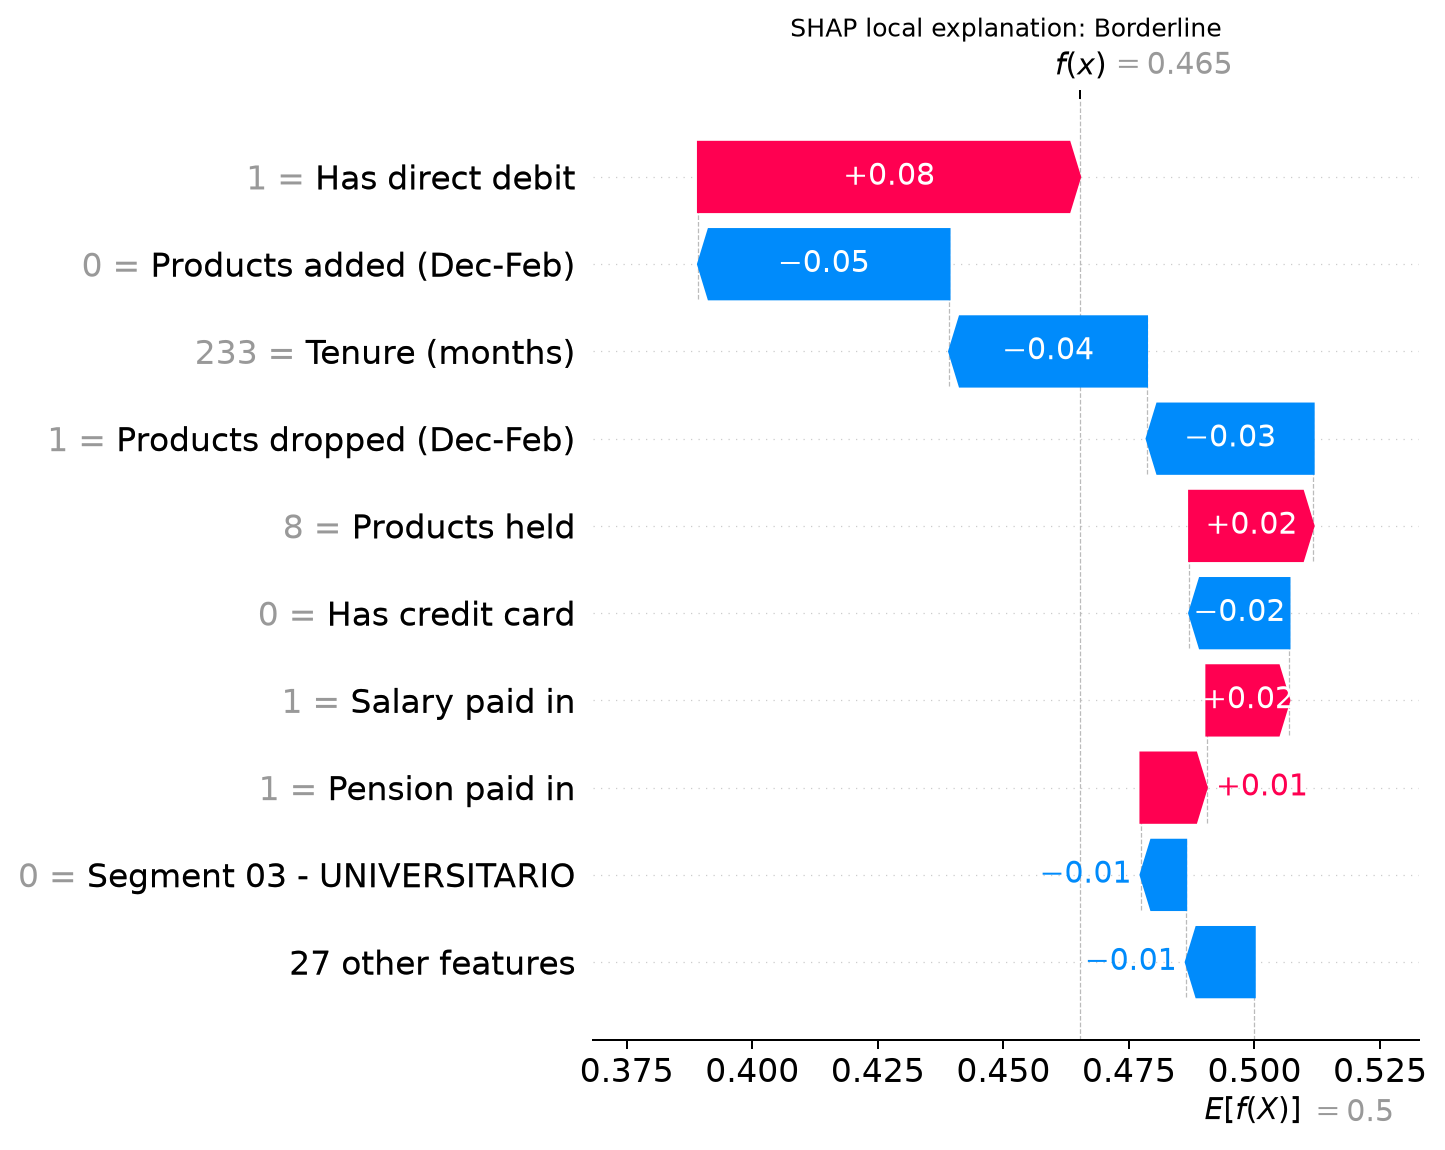 SHAP local explanation: Borderline
f(x) = 0.465
1 = Has direct debit
+0.08
0 = Products added (Dec-Feb)
−0.05
233 = Tenure (months)
−0.04
1 = Products dropped (Dec-Feb)
−0.03
8 = Products held
+0.02
0 = Has credit card
−0.02
1 = Salary paid in
+0.02
1 = Pension paid in
+0.01
0 = Segment 03 - UNIVERSITARIO
−0.01
27 other features
−0.01
0.375 0.400 0.425 0.450 0.475 0.500 0.525
E[f(X)] = 0.5